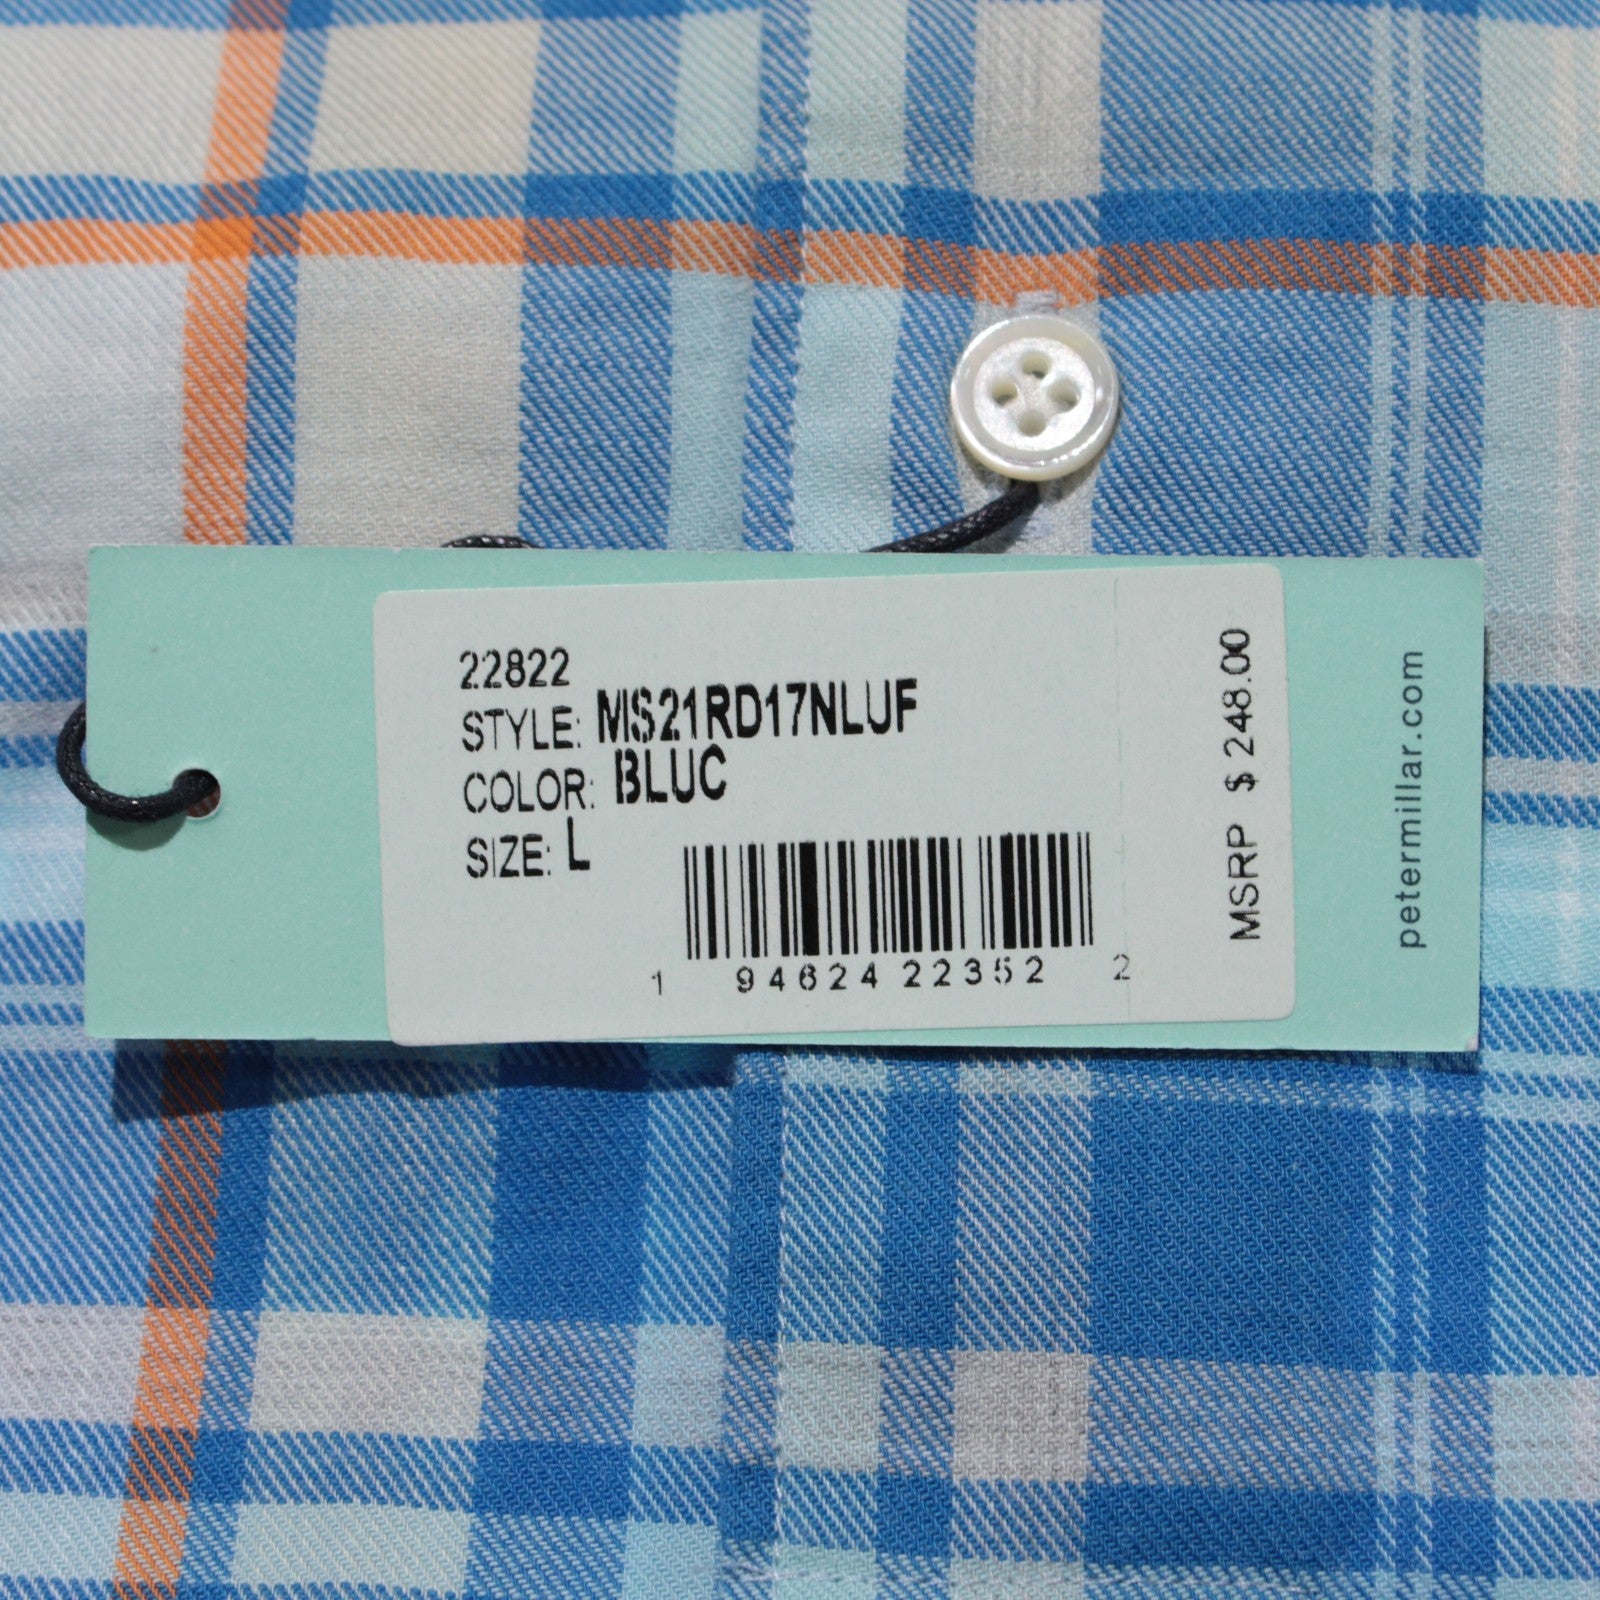 22822
STYLE: MS21RD17NLUF
COLOR: BLUC
SIZE: L
1 94624 22352 2
MSRP $ 248.00
petermillar.com